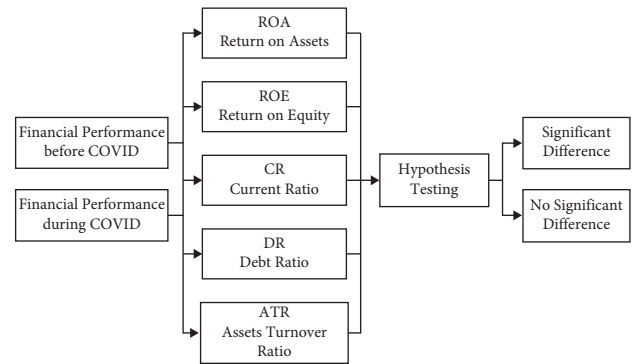 Financial Performance
before COVID
Financial Performance
during COVID
ROA
Return on Assets
ROE
Return on Equity
CR
Current Ratio
DR
Debt Ratio
ATR
Assets Turnover
Ratio
Hypothesis
Testing
Significant
Difference
No Significant
Difference